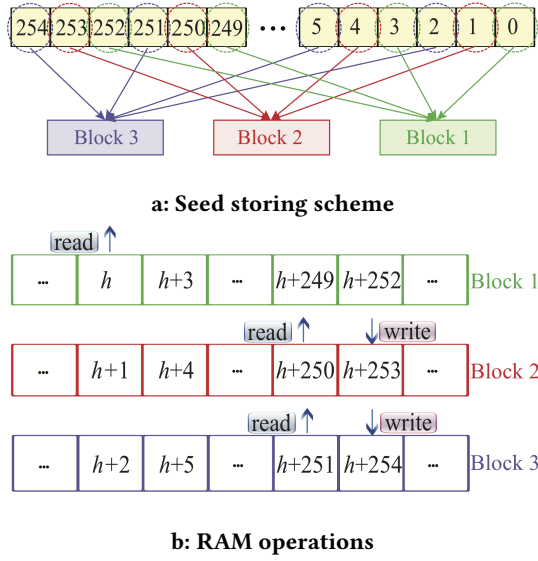 254 253 252 251 250 249 ··· 5 4 3 2 1 0
Block 3 Block 2 Block 1
a: Seed storing scheme
read
... h h+3 ... h+249 h+252 ... Block 1
read write
... h+1 h+4 ... h+250 h+253 ... Block 2
read write
... h+2 h+5 ... h+251 h+254 ... Block 3
b: RAM operations